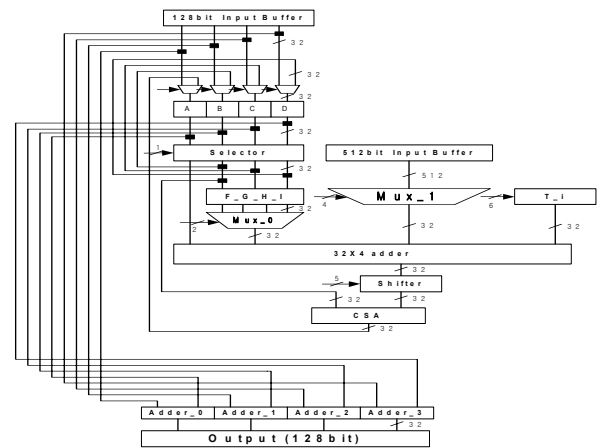 128bit Input Buffer
32
32
32
A B C D
32
1
Selector
512bit Input Buffer
32
512
F_G_H_I
4
Mux_1
6
T_i
32
2
Mux_0
32
32
32
32X4 adder
32
5
Shifter
32
32
CSA
32
Adder_0 Adder_1 Adder_2 Adder_3
32
Output (128bit)